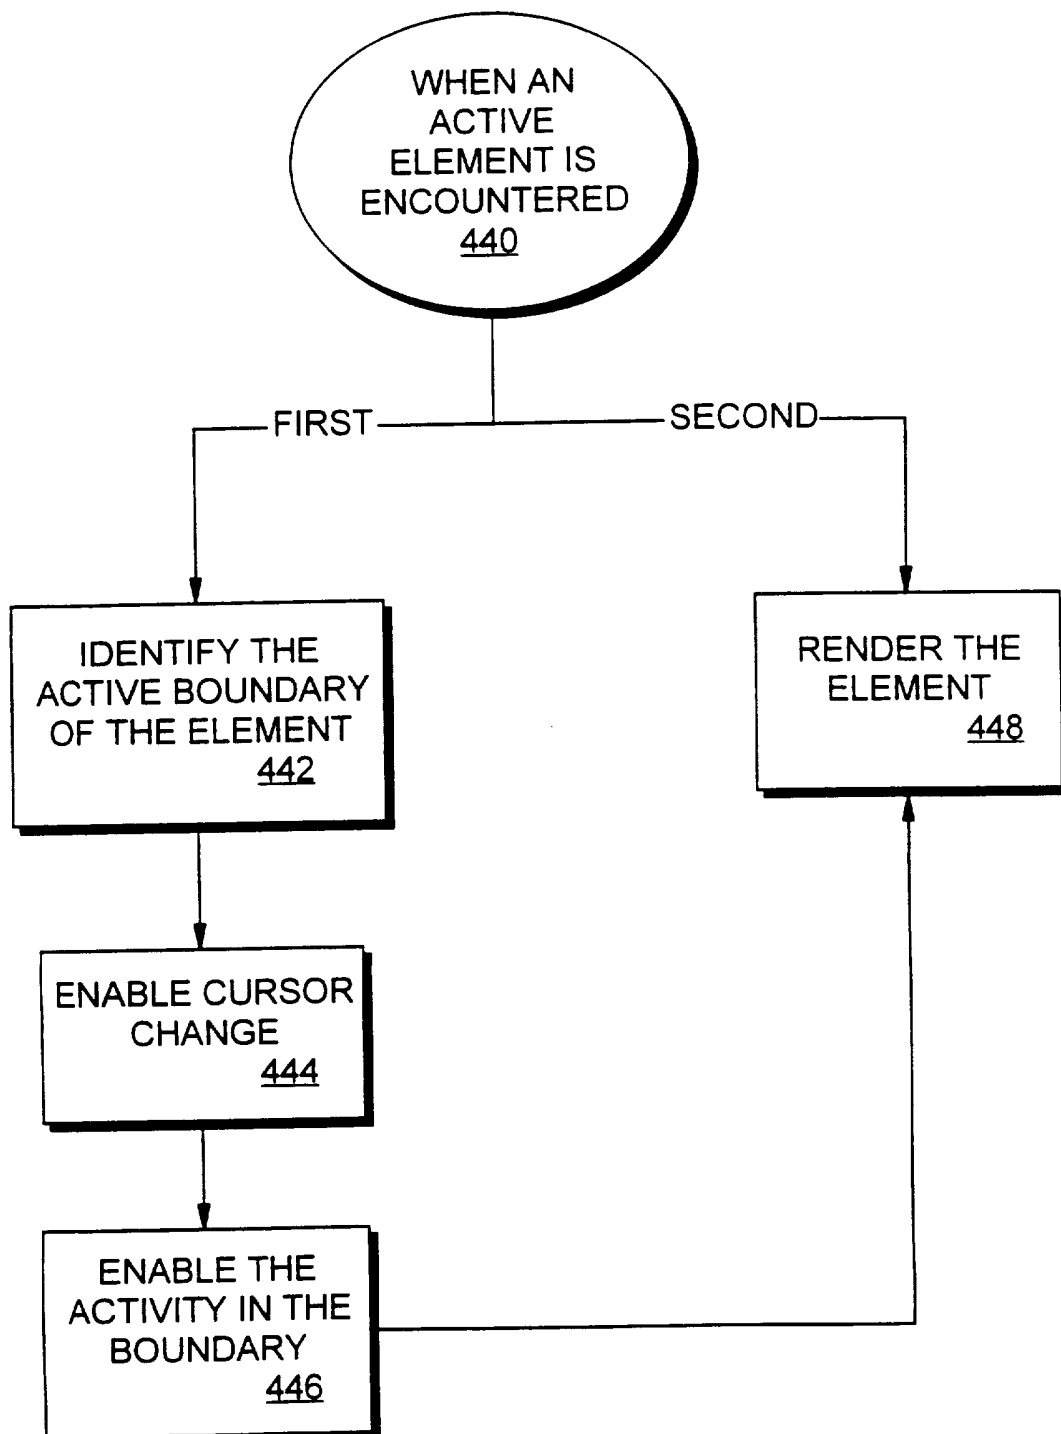 WHEN AN
ACTIVE
ELEMENT IS
ENCOUNTERED
440
FIRST
SECOND
IDENTIFY THE
ACTIVE BOUNDARY
OF THE ELEMENT
442
RENDER THE
ELEMENT
448
ENABLE CURSOR
CHANGE
444
ENABLE THE
ACTIVITY IN THE
BOUNDARY
446